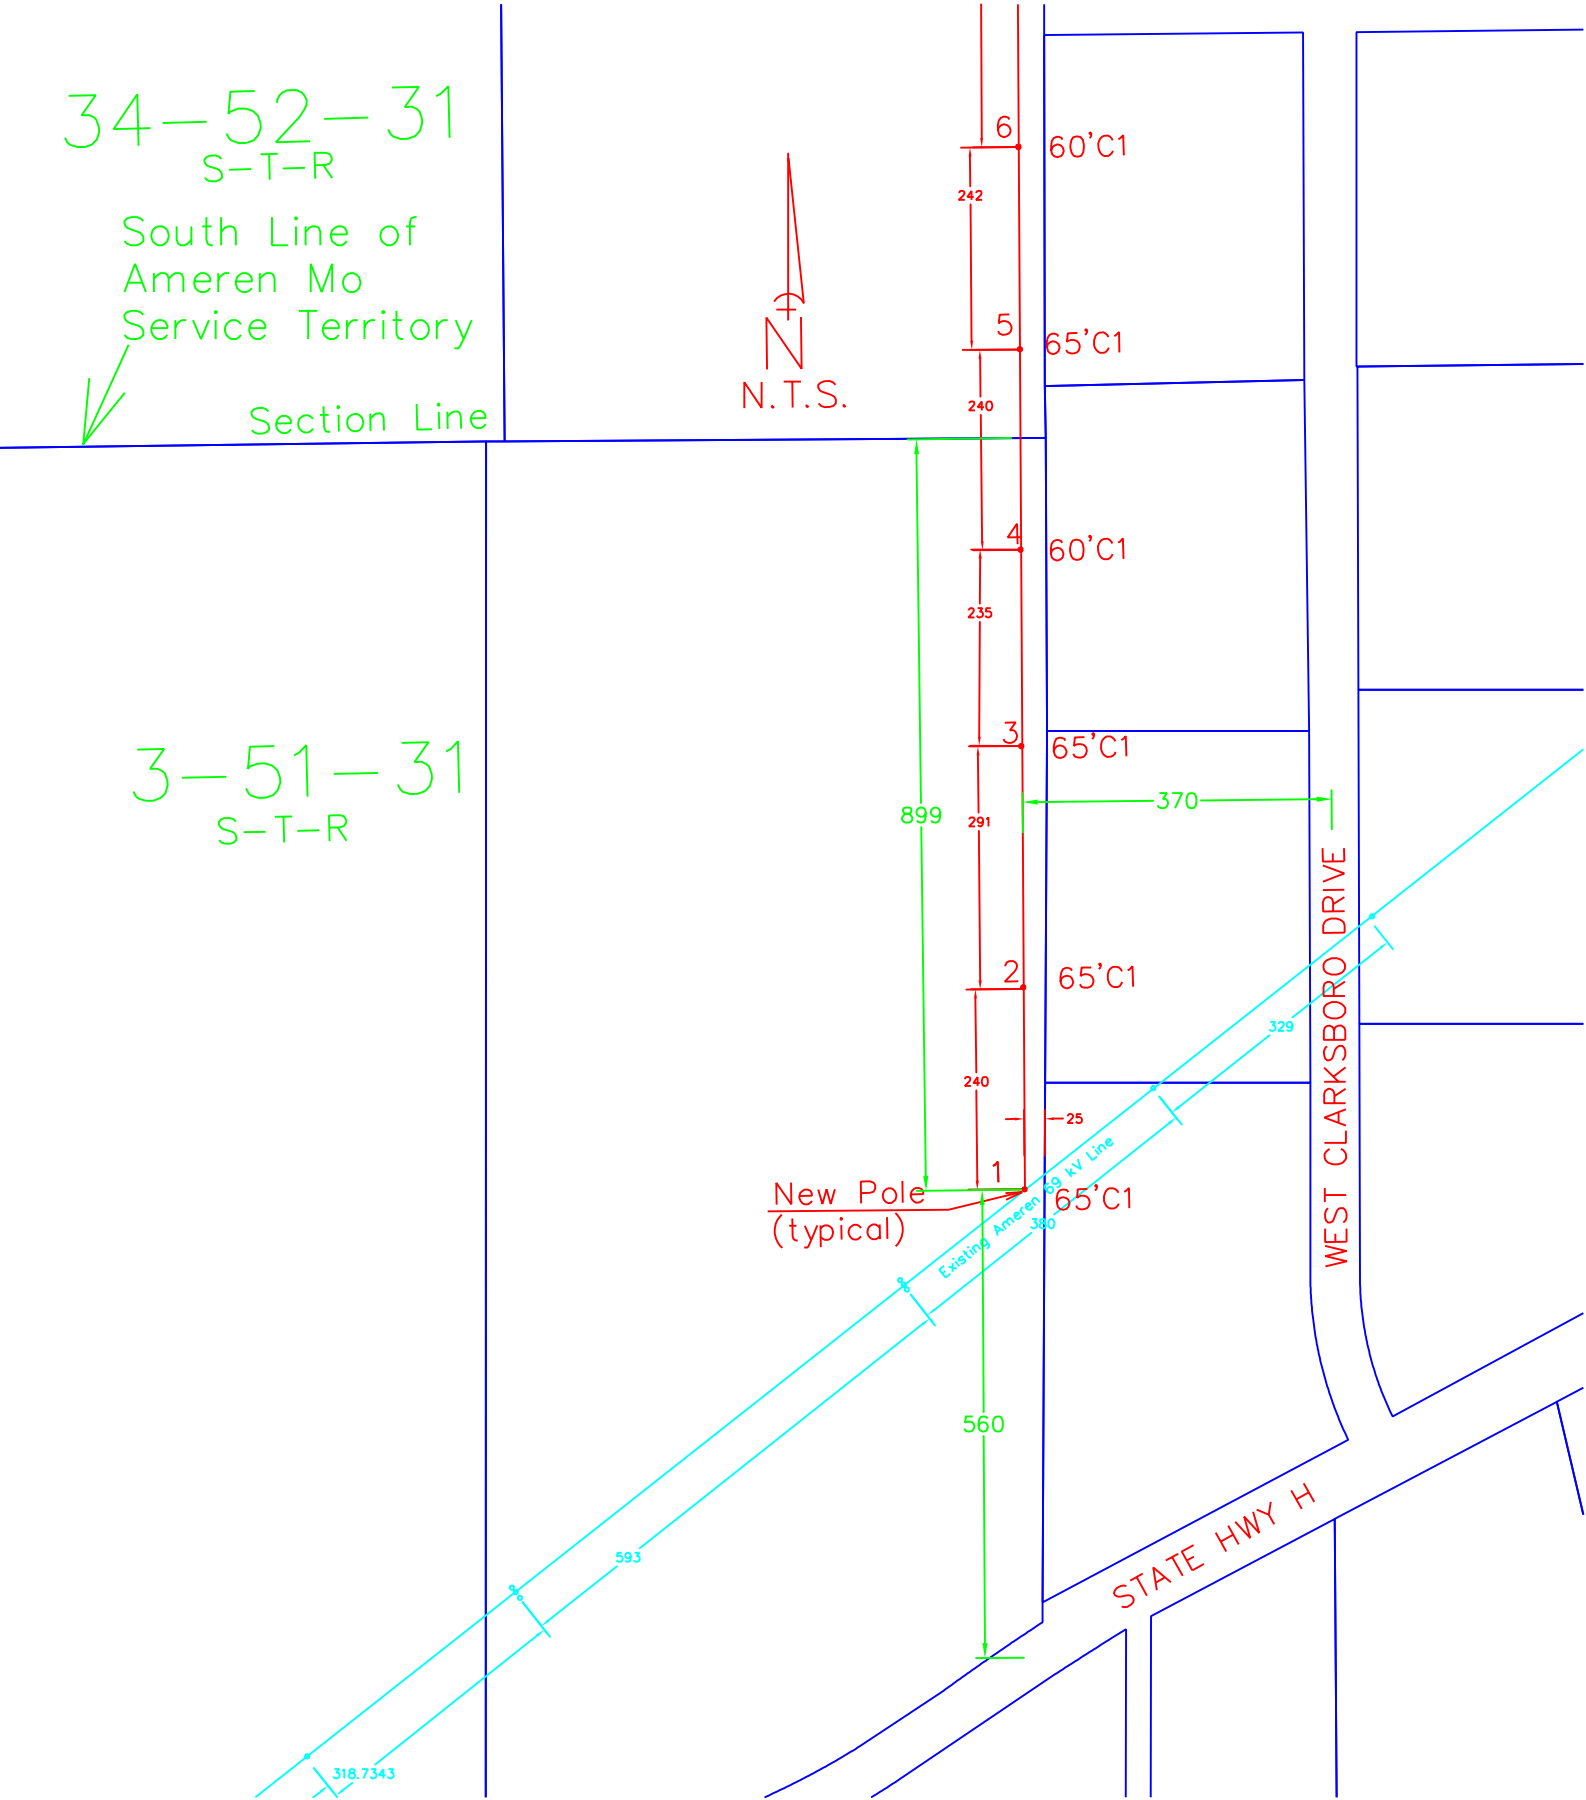 34-52-31
S-T-R
South Line of
Ameren Mo
Service Territory
Section Line
N
N.T.S.
6
60'C1
242
5
65'C1
240
4
60'C1
235
3
65'C1
3-51-31
S-T-R
899
291
370
2
65'C1
240
25
1
65'C1
New Pole
(typical)
Existing Ameren 69 kV Line
380
329
WEST CLARKSBORO DRIVE
560
STATE HWY H
593
318.7343